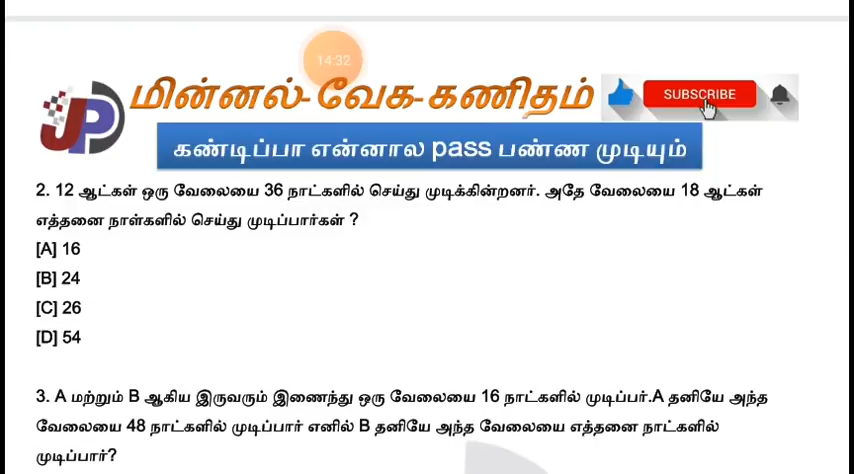 14:32
JP
மின்னல்-வேக-கணிதம்
SUBSCRIBE
கண்டிப்பா என்னால pass பண்ண முடியும்
2. 12 ஆட்கள் ஒரு வேலையை 36 நாட்களில் செய்து முடிக்கின்றனர். அதே வேலையை 18 ஆட்கள்
எத்தனை நாள்களில் செய்து முடிப்பார்கள் ?
[A] 16
[B] 24
[C] 26
[D] 54
3. A மற்றும் B ஆகிய இருவரும் இணைந்து ஒரு வேலையை 16 நாட்களில் முடிப்பர்.A தனியே அந்த
வேலையை 48 நாட்களில் முடிப்பார் எனில் B தனியே அந்த வேலையை எத்தனை நாட்களில்
முடிப்பார்?